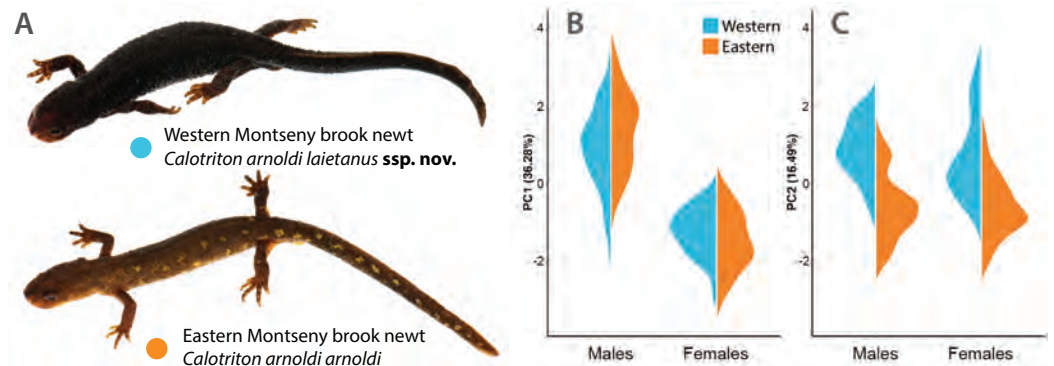 A
Western Montseny brook newt
Calotriton arnoldi laietanus ssp. nov.
Eastern Montseny brook newt
Calotriton arnoldi arnoldi
B
Western
Eastern
PC1 (36.28%)
4
2
0
-2
Males Females
C
PC2 (16.49%)
4
2
0
-2
Males Females